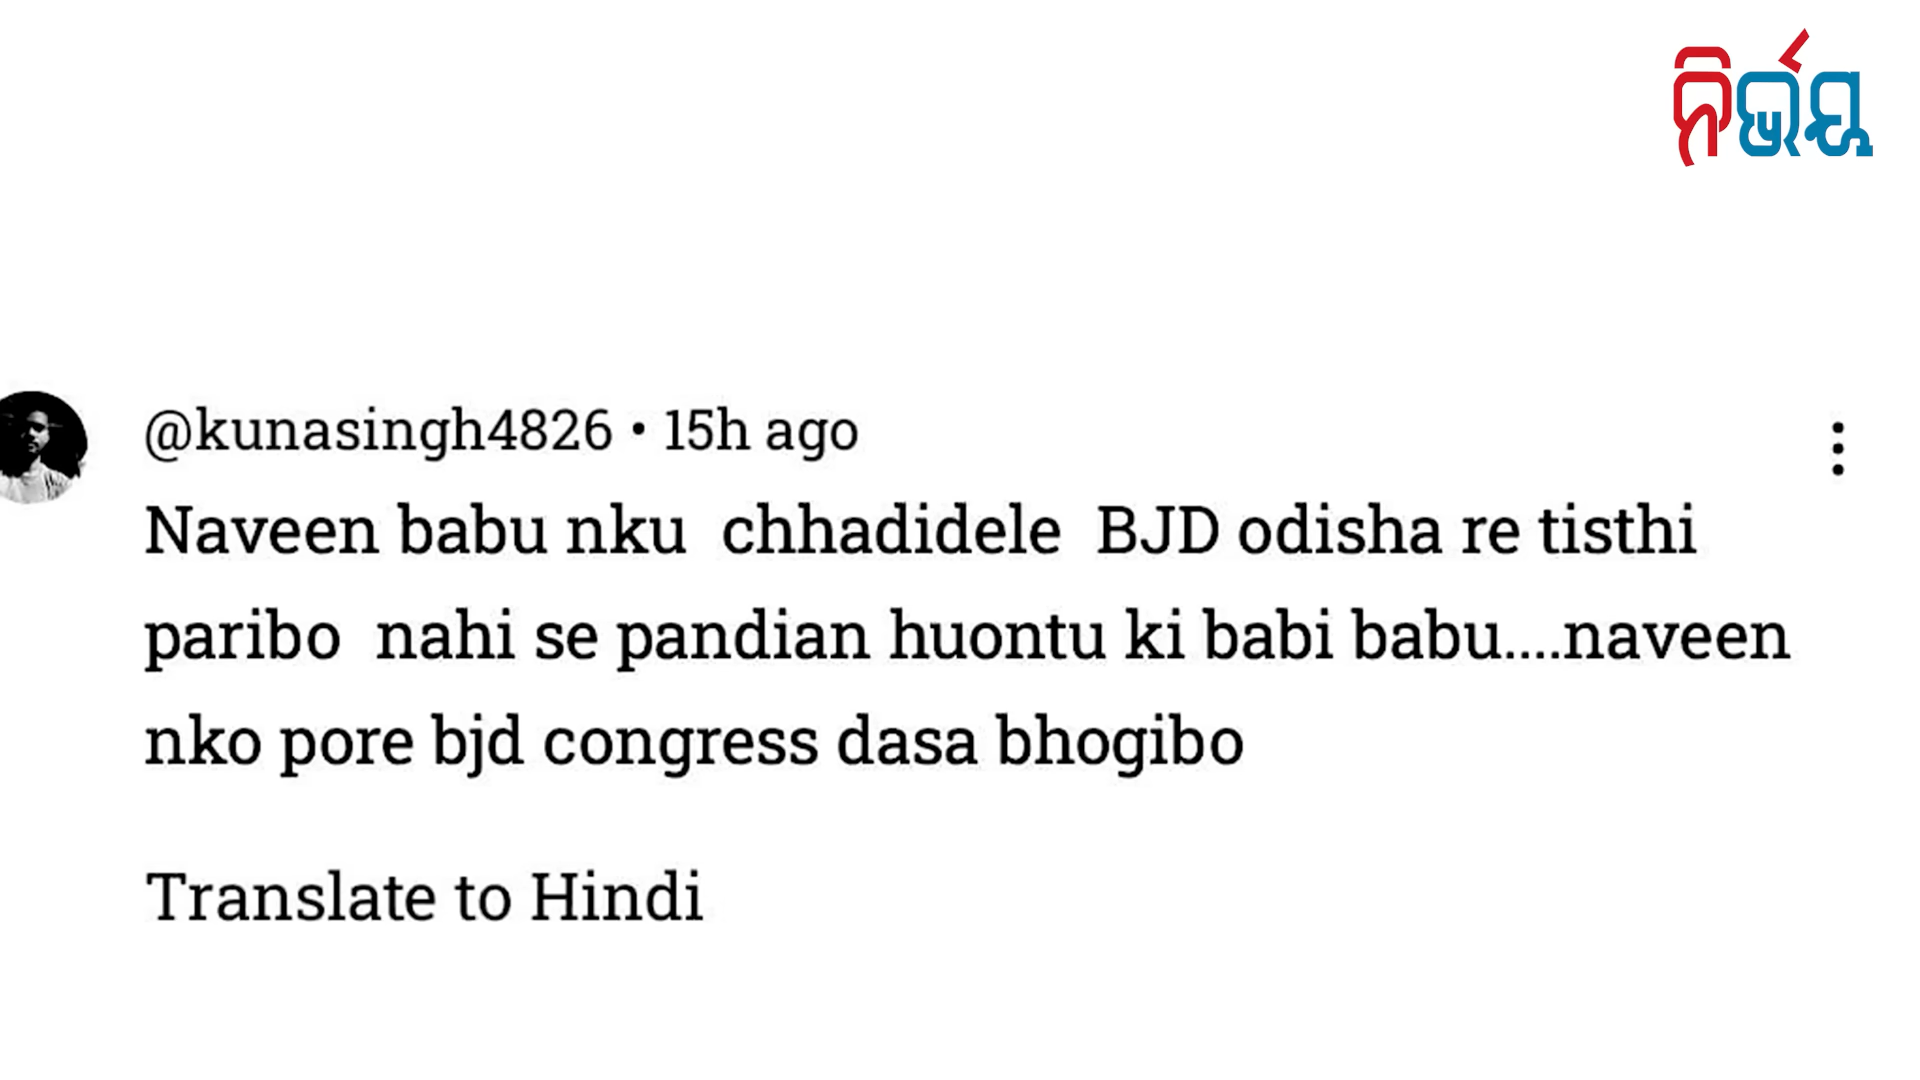 ନିର୍ଭୟ
@kunasingh4826 • 15h ago
Naveen babu nku chhadidele BJD odisha re tisthi
paribo nahi se pandian huontu ki babi babu....naveen
nko pore bjd congress dasa bhogibo
Translate to Hindi